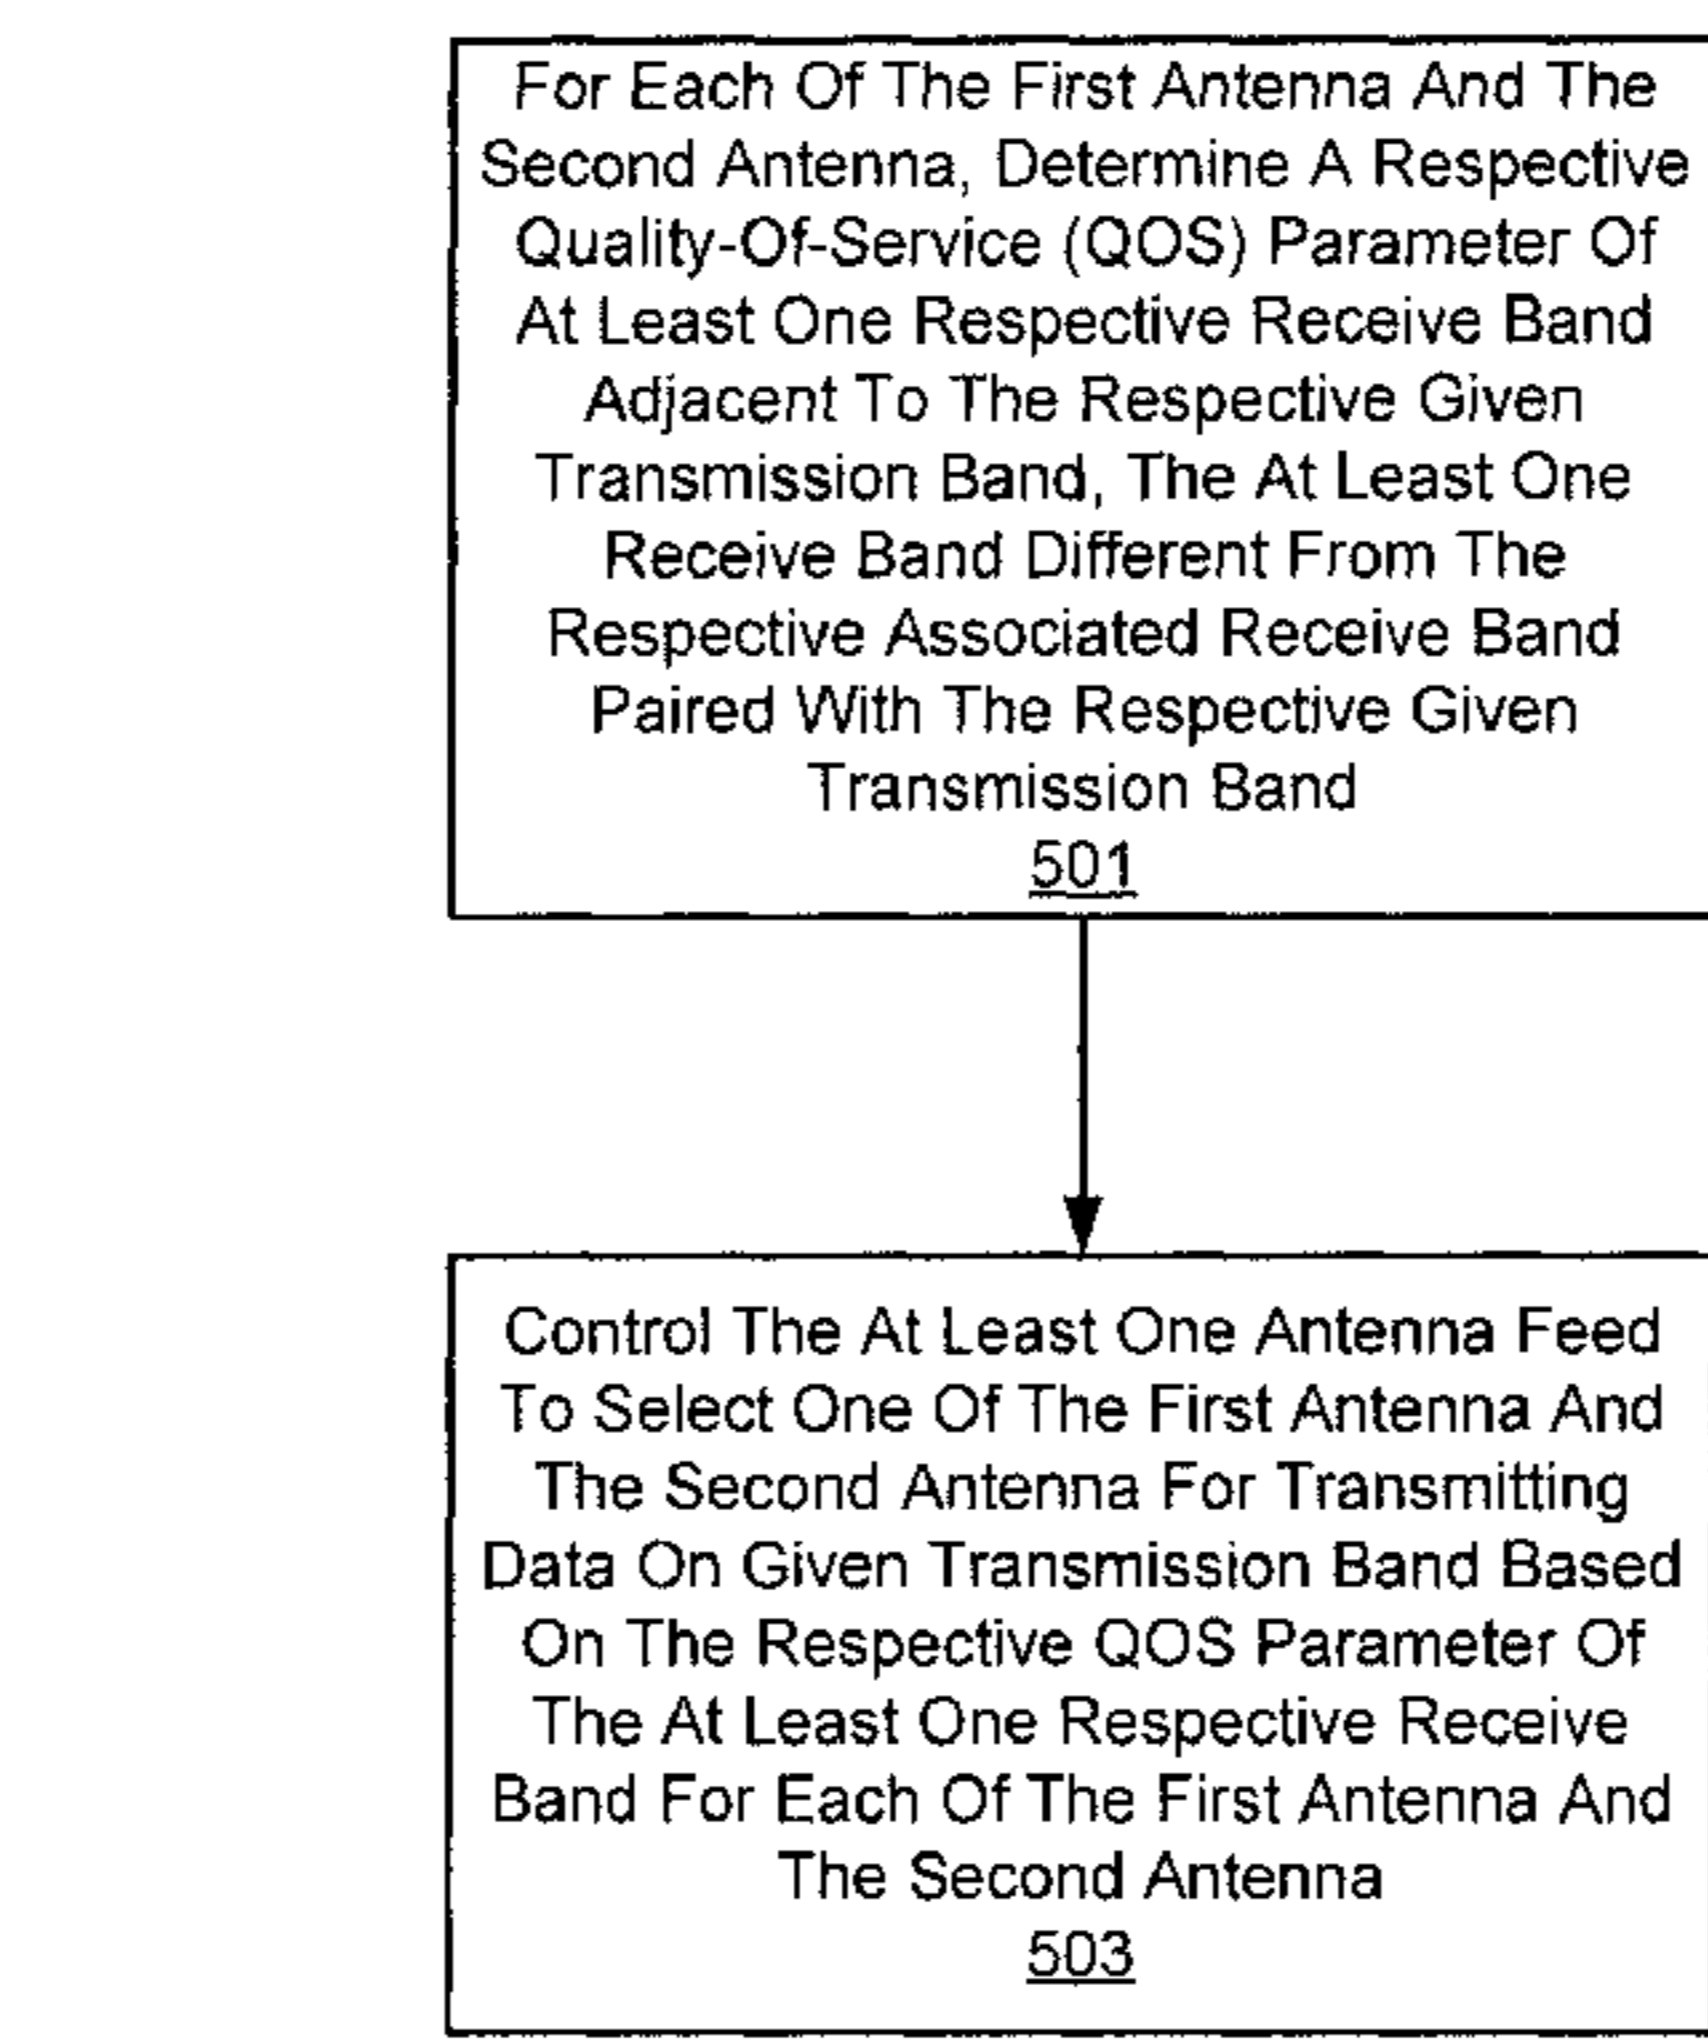 For Each Of The First Antenna And The
Second Antenna, Determine A Respective
Quality-Of-Service (QOS) Parameter Of
At Least One Respective Receive Band
Adjacent To The Respective Given
Transmission Band, The At Least One
Receive Band Different From The
Respective Associated Receive Band
Paired With The Respective Given
Transmission Band
501
Control The At Least One Antenna Feed
To Select One Of The First Antenna And
The Second Antenna For Transmitting
Data On Given Transmission Band Based
On The Respective QOS Parameter Of
The At Least One Respective Receive
Band For Each Of The First Antenna And
The Second Antenna
503